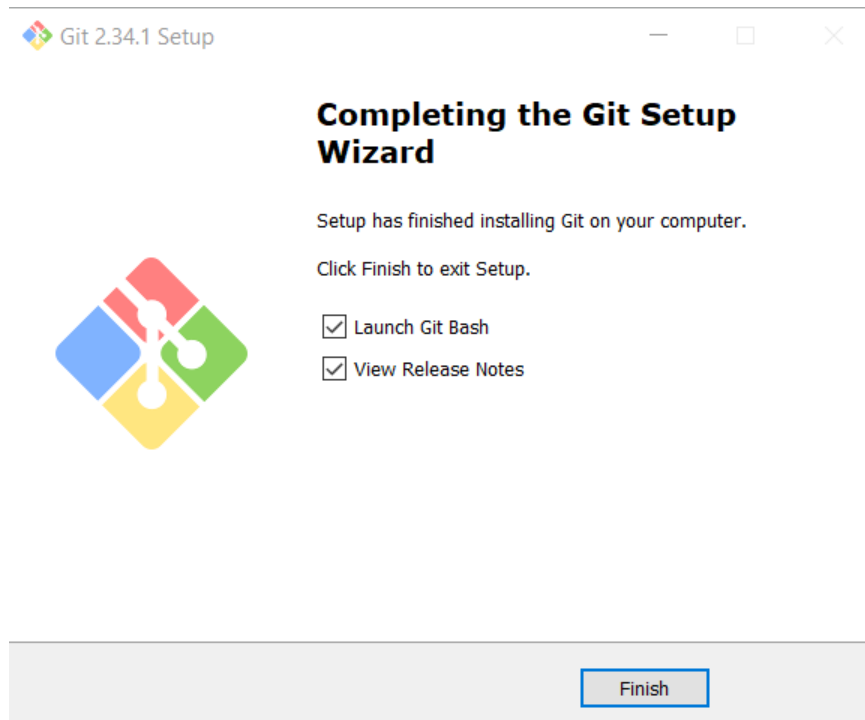 Git 2.34.1 Setup
Completing the Git Setup
Wizard
Setup has finished installing Git on your computer.
Click Finish to exit Setup.
Launch Git Bash
View Release Notes
Finish